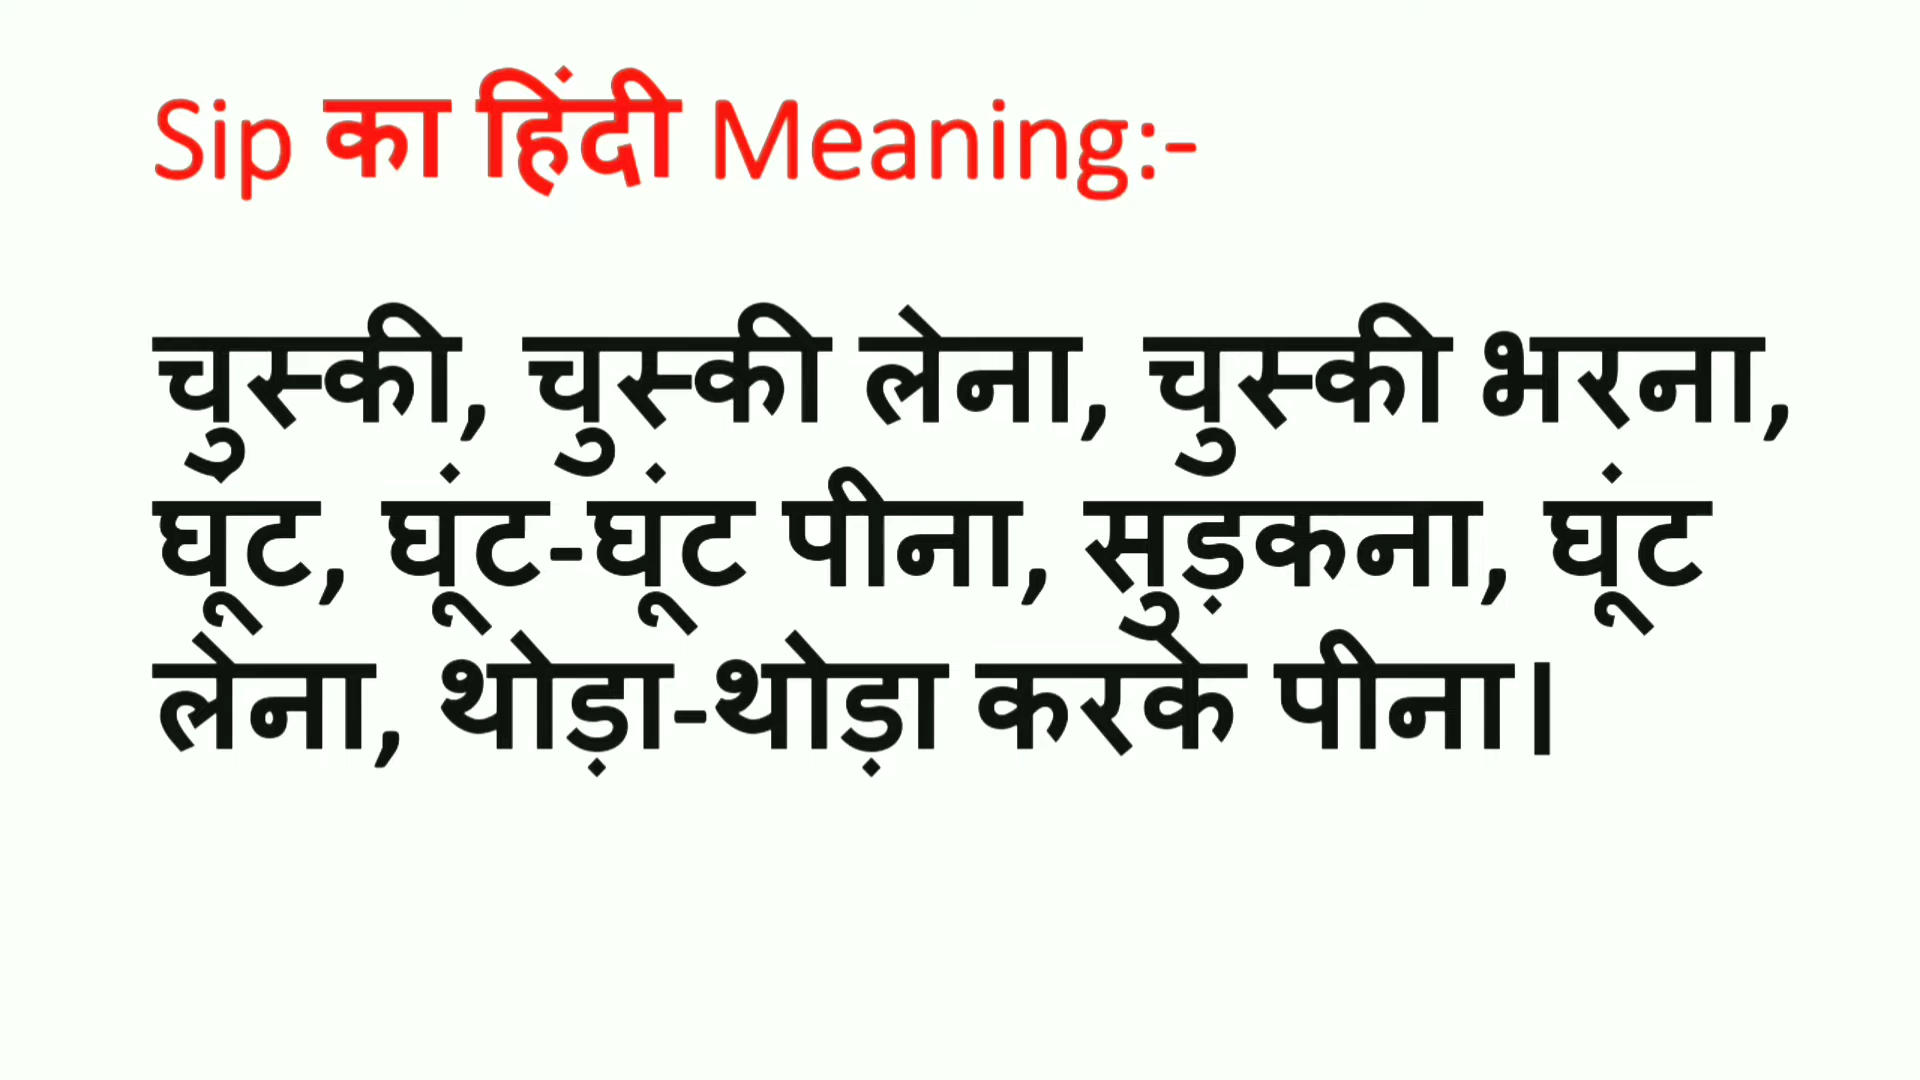 Sip का हिंदी Meaning:-
चुस्की, चुस्की लेना, चुस्की भरना,
घूंट, घूंट-घूंट पीना, सुड़कना, घूंट
लेना, थोड़ा-थोड़ा करके पीना।